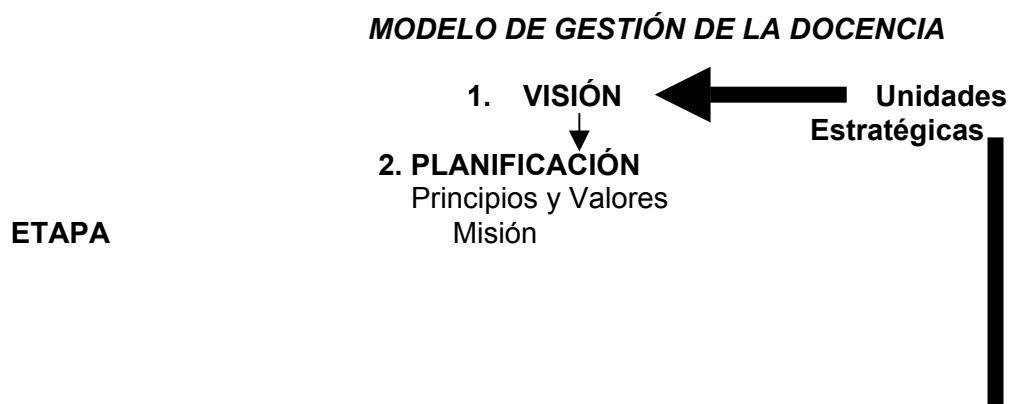 MODELO DE GESTIÓN DE LA DOCENCIA
1. VISIÓN Unidades
Estratégicas
2. PLANIFICACIÓN
Principios y Valores
ETAPA Misión